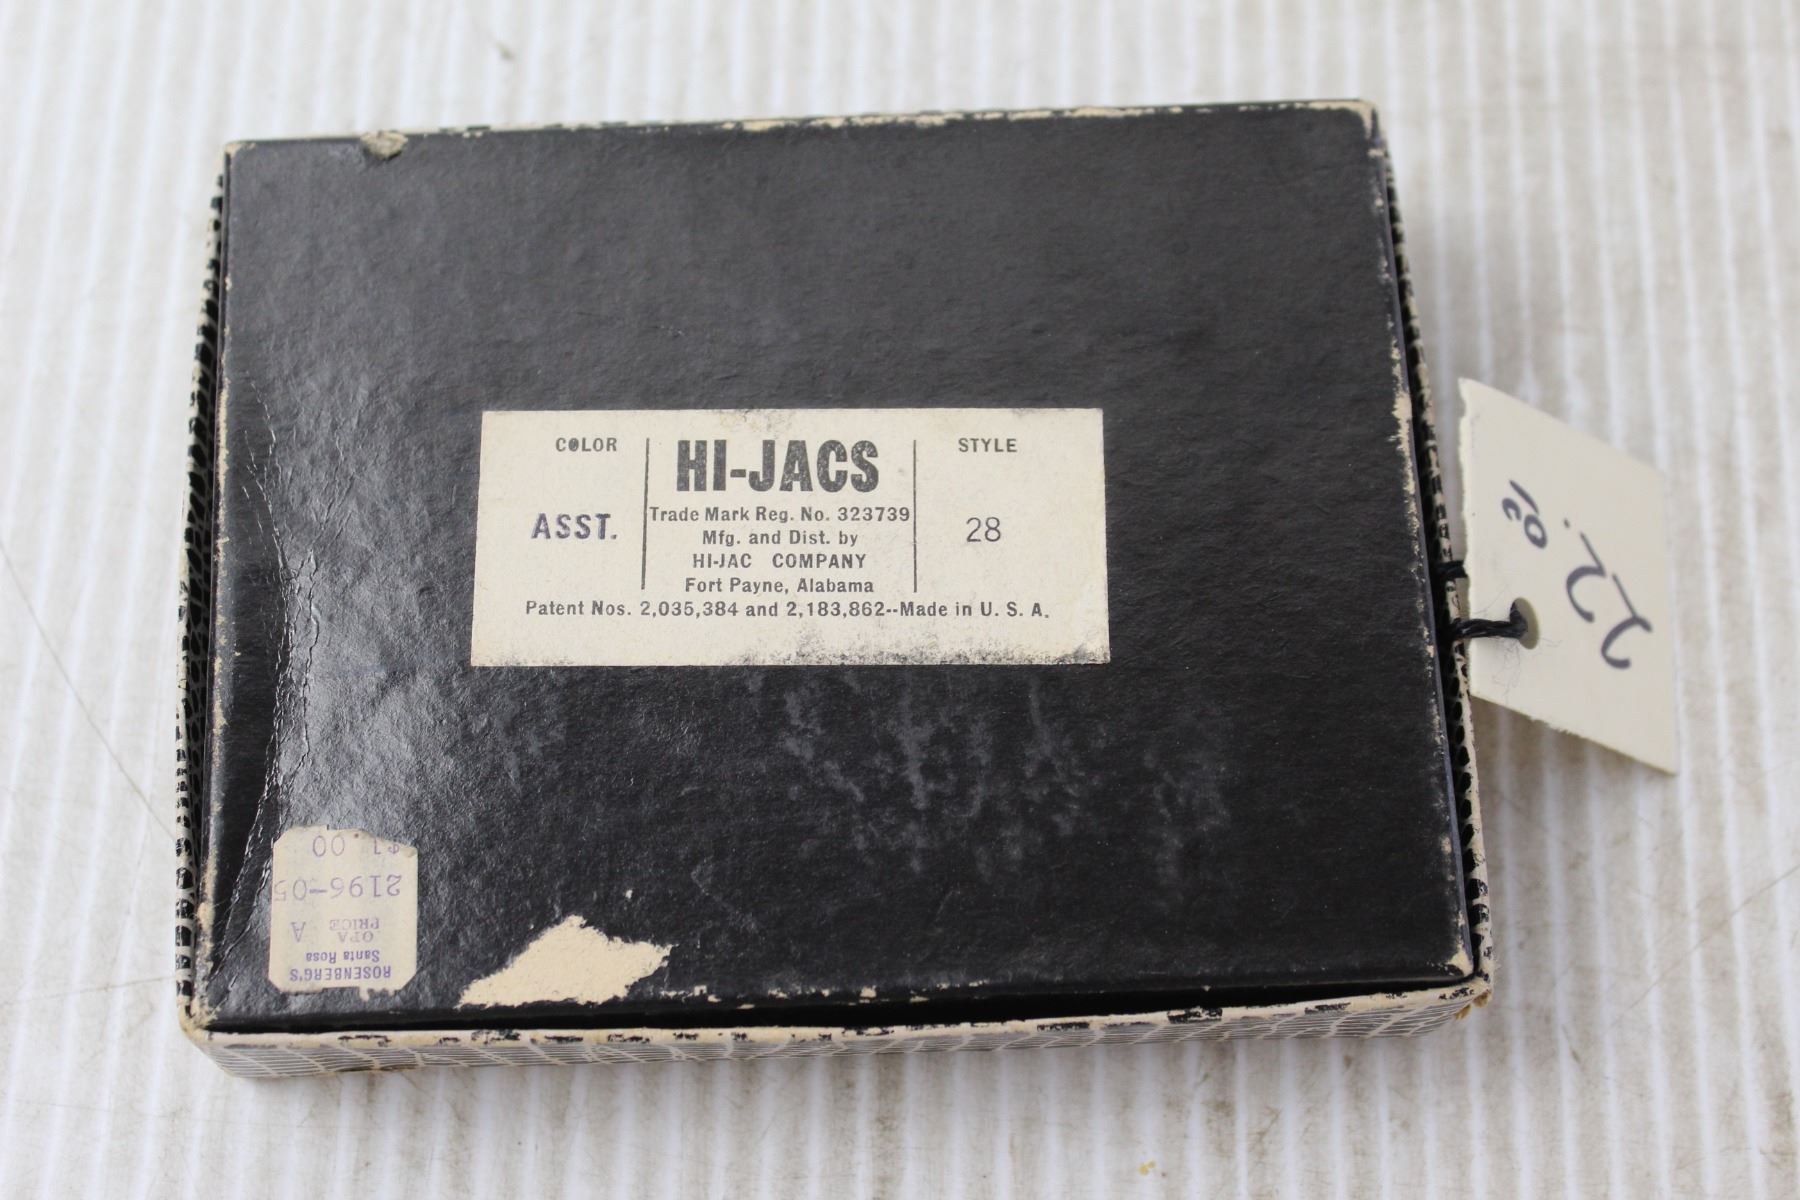 COLOR
ASST.
HI-JACS
Trade Mark Reg. No. 323739
Mfg. and Dist. by
HI-JAC COMPANY
Fort Payne, Alabama
STYLE
28
Patent Nos. 2,035,384 and 2,183,862--Made in U. S. A.
ROSENBERG'S
Santa Rosa
OPA
PRICE A
2196-05
$1.00
22.